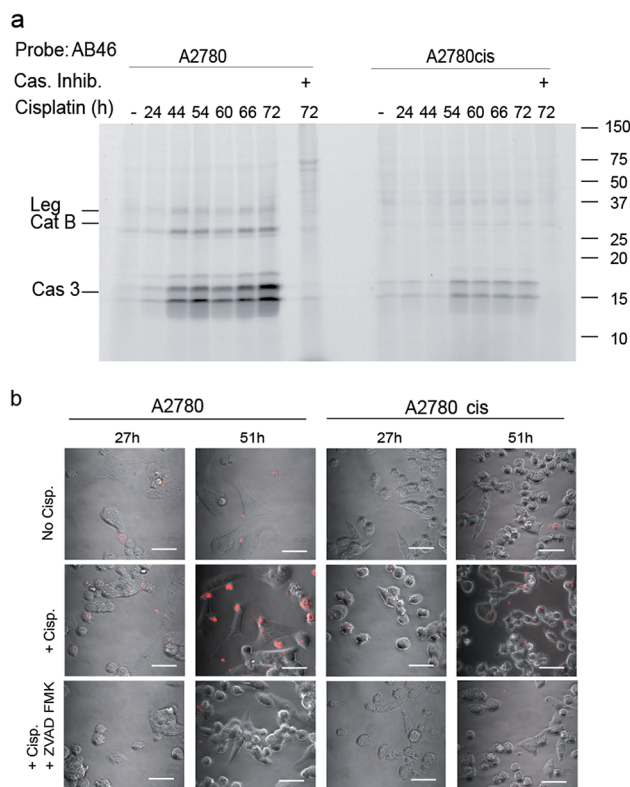 a
Probe: AB46
A2780
A2780cis
Cas. Inhib. + +
Cisplatin (h) - 24 44 54 60 66 72 72 - 24 44 54 60 66 72 72
150
75
50
37
25
20
15
10
Leg
Cat B
Cas 3
b
A2780
A2780 cis
27h 51h 27h 51h
No Cisp.
+ Cisp.
+ Cisp.
+ ZVAD FMK